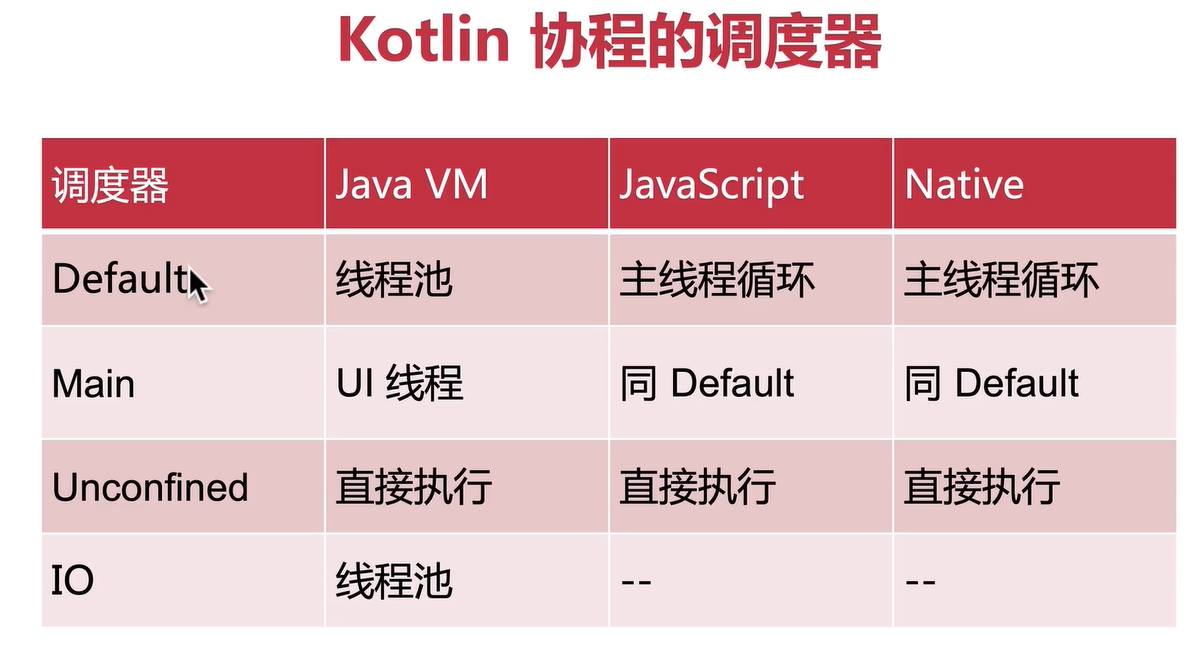 Kotlin 协程的调度器
调度器 Java VM JavaScript Native
Default 线程池 主线程循环 主线程循环
Main UI 线程 同 Default 同 Default
Unconfined 直接执行 直接执行 直接执行
IO 线程池 -- --